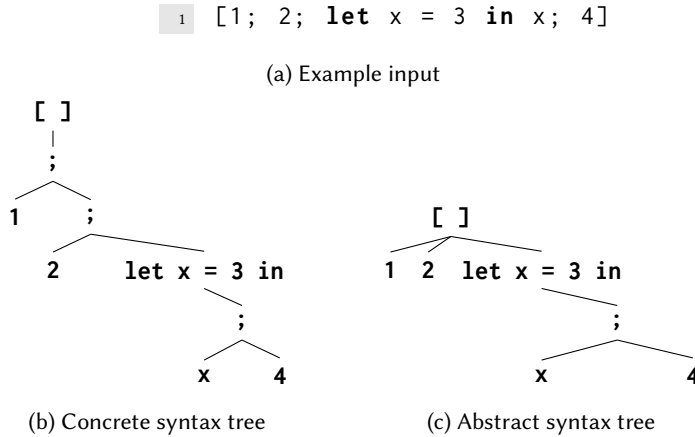 1 [1; 2; let x = 3 in x; 4]
(a) Example input
[ ]
;
1 ;
2 let x = 3 in
;
x 4
(b) Concrete syntax tree
[ ]
1 2 let x = 3 in
;
x 4
(c) Abstract syntax tree